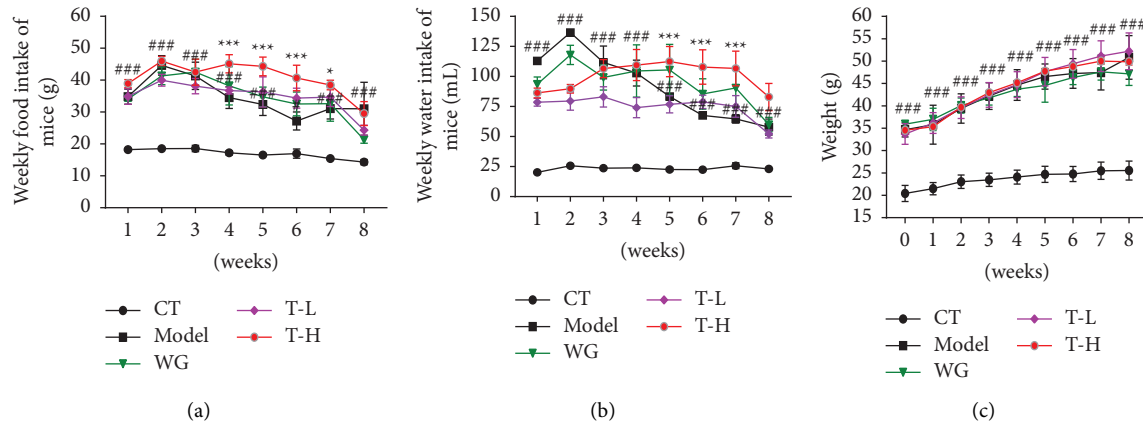 Weekly food intake of
mice (g)
60
50
40
30
20
10
0
###
###
###
***
###
***
###
***
###
*
###
###
1 2 3 4 5 6 7 8
(weeks)
CT
Model
WG
T-L
T-H
(a)
Weekly water intake of
mice (mL)
150
125
100
75
50
25
0
###
###
###
###
***
###
***
###
***
###
###
1 2 3 4 5 6 7 8
(weeks)
CT
Model
WG
T-L
T-H
(b)
Weight (g)
60
55
50
45
40
35
30
25
20
15
###
###
###
###
###
###
###
###
###
0 1 2 3 4 5 6 7 8
(weeks)
CT
Model
WG
T-L
T-H
(c)